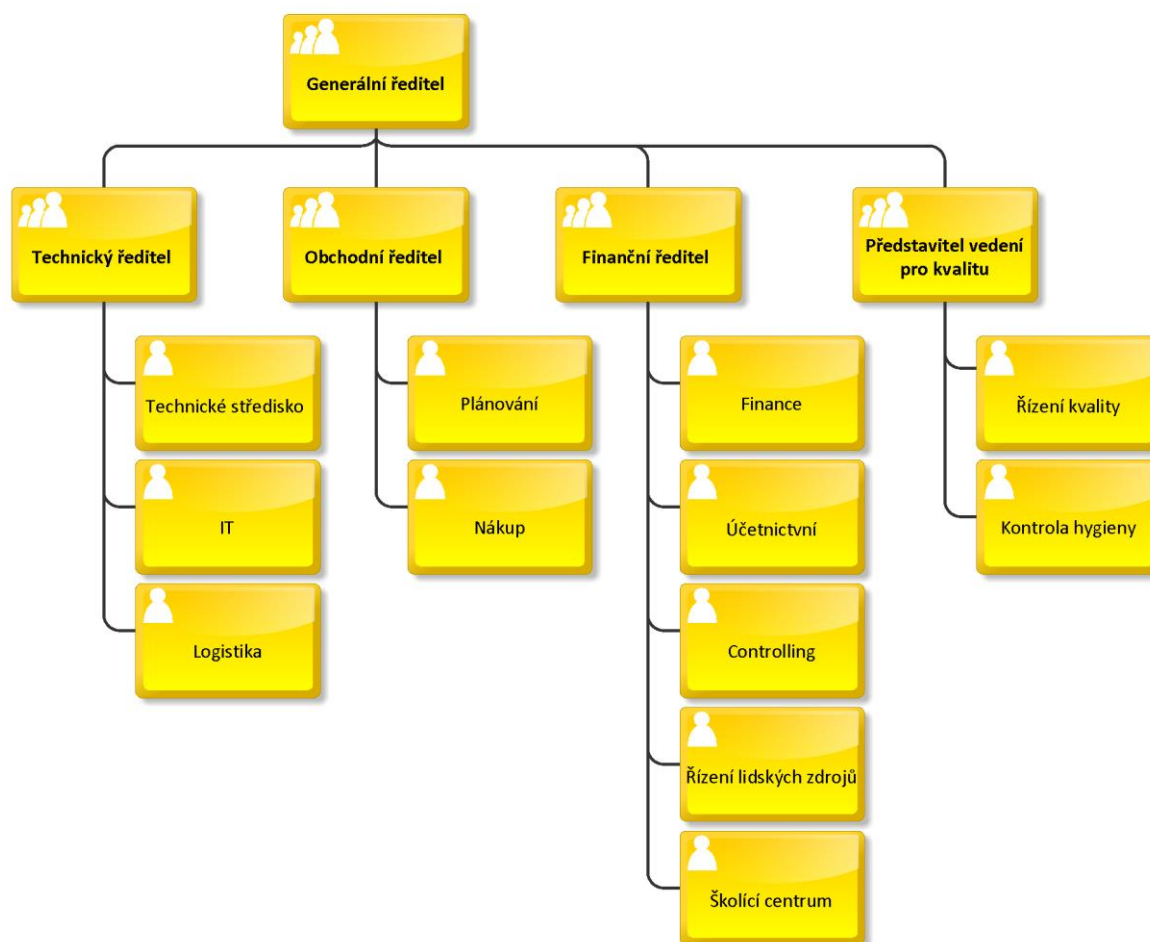 Generální ředitel
Technický ředitel
Obchodní ředitel
Finanční ředitel
Představitel vedení
pro kvalitu
Technické středisko
IT
Logistika
Plánování
Nákup
Finance
Účetnictvní
Controlling
Řízení lidských zdrojů
Školící centrum
Řízení kvality
Kontrola hygieny